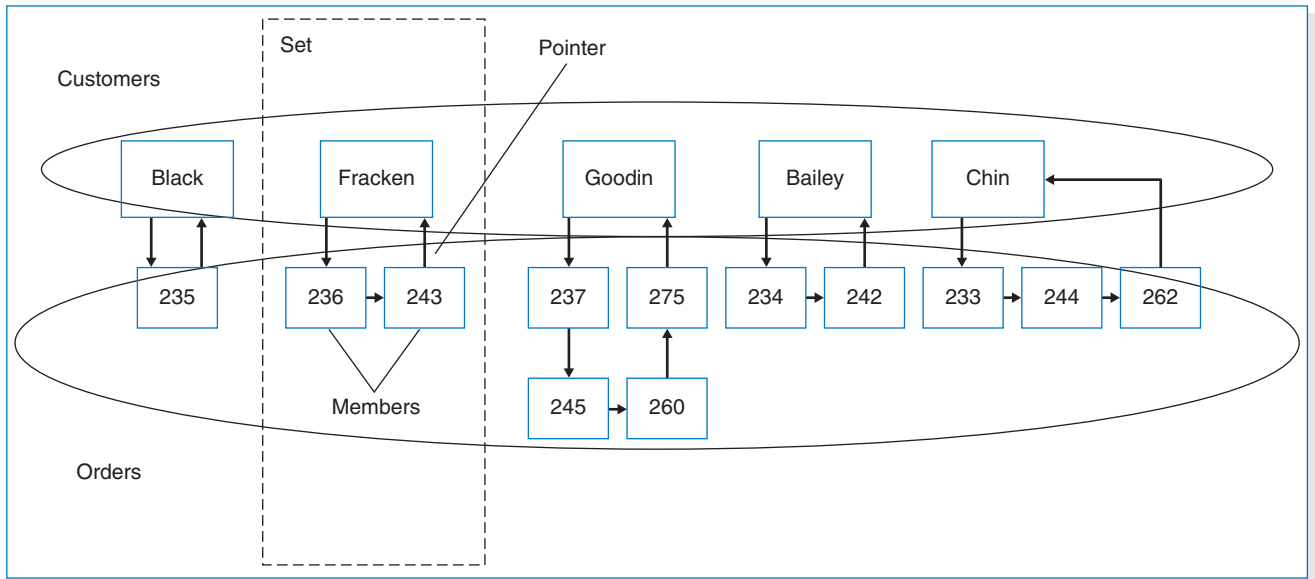 Set
Pointer
Customers
Black
Fracken
Goodin
Bailey
Chin
235
236
243
237
275
234
242
233
244
262
Members
245
260
Orders